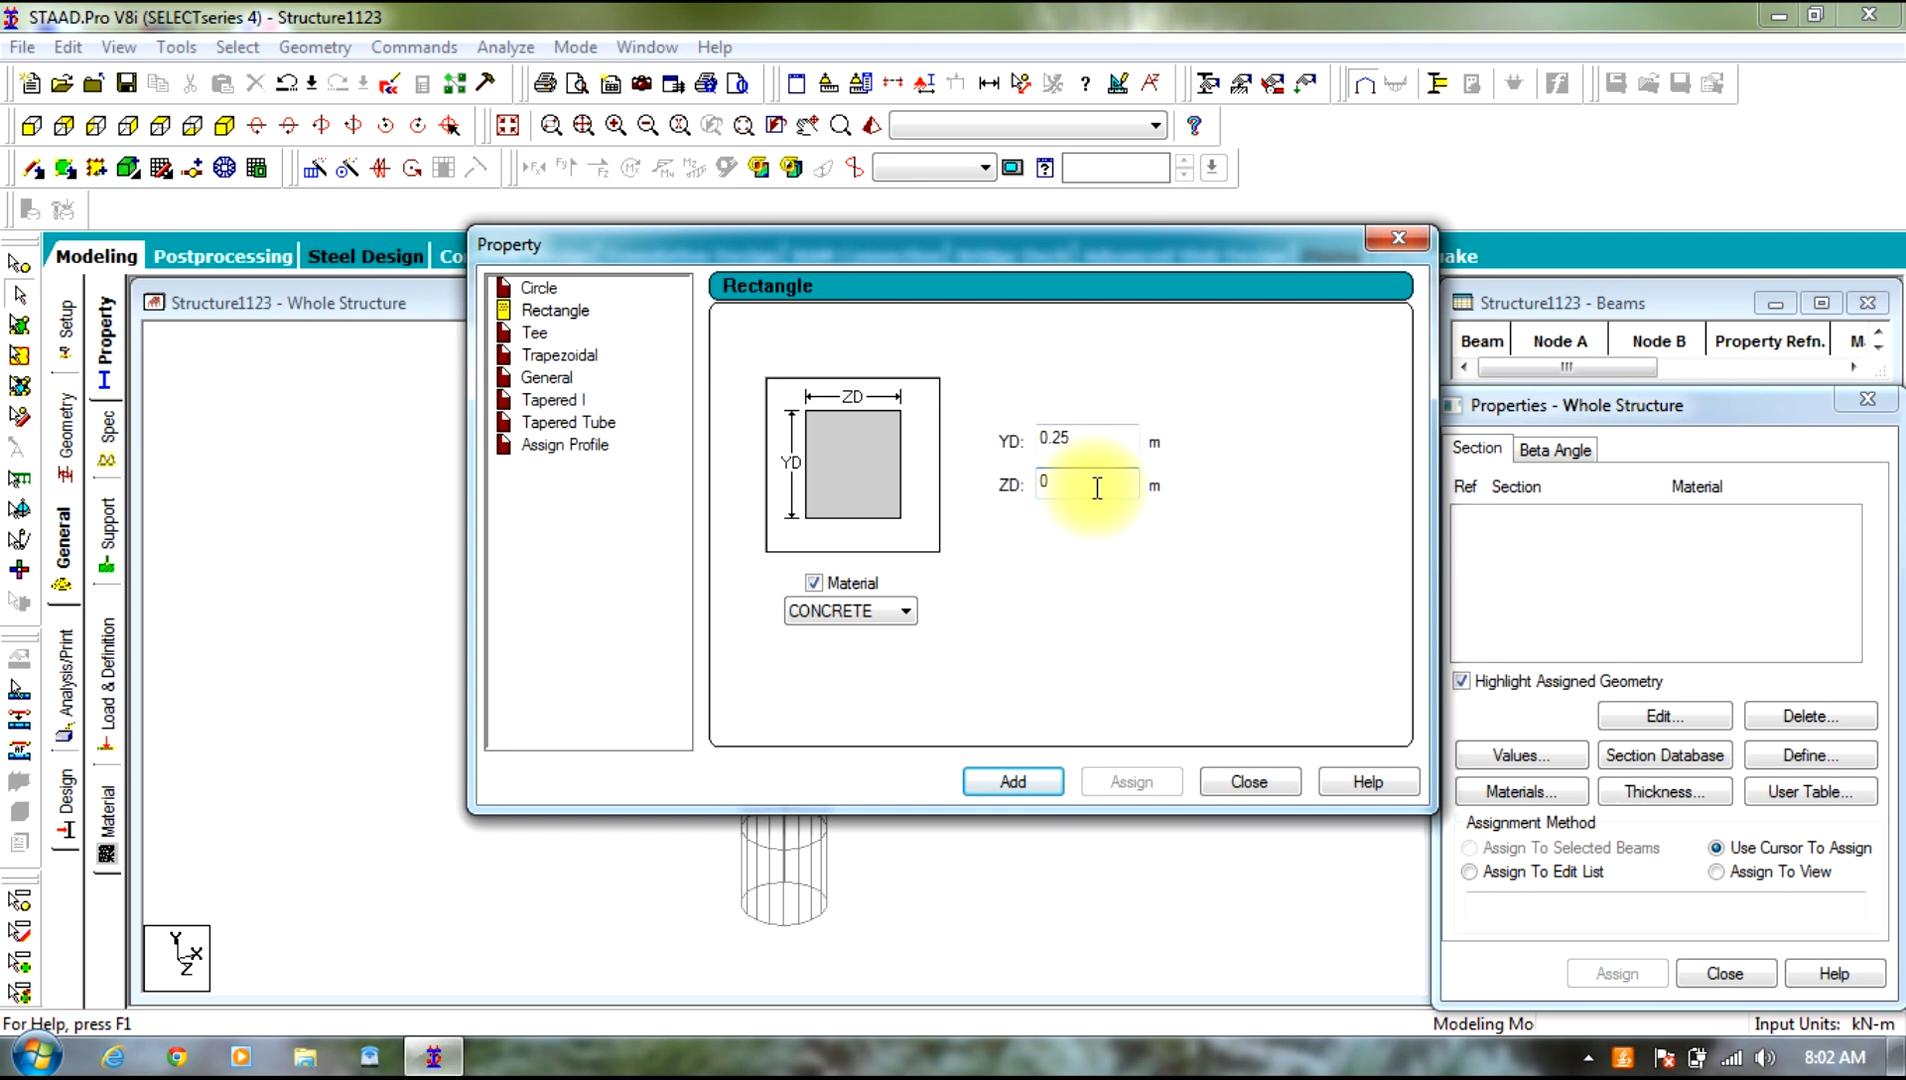 STAAD.Pro V8i (SELECTseries 4) - Structure1123
File Edit View Tools Select Geometry Commands Analyze Mode Window Help
Modeling Postprocessing Steel Design Co
ake
Structure1123 - Whole Structure
Setup
Geometry
General
Analysis/Print
Design
Property
Spec
Support
Load & Definition
Material
Property
Circle
Rectangle
Tee
Trapezoidal
General
Tapered I
Tapered Tube
Assign Profile
Rectangle
ZD
YD
YD: 0.25 m
ZD: 0 m
Material
CONCRETE
Add Assign Close Help
Structure1123 - Beams
Beam Node A Node B Property Refn. M
Properties - Whole Structure
Section Beta Angle
Ref Section Material
Highlight Assigned Geometry
Edit... Delete...
Values... Section Database Define...
Materials... Thickness... User Table...
Assignment Method
Assign To Selected Beams Use Cursor To Assign
Assign To Edit List Assign To View
Assign Close Help
Y
X
Z
For Help, press F1
Modeling Mo
Input Units: kN-m
8:02 AM